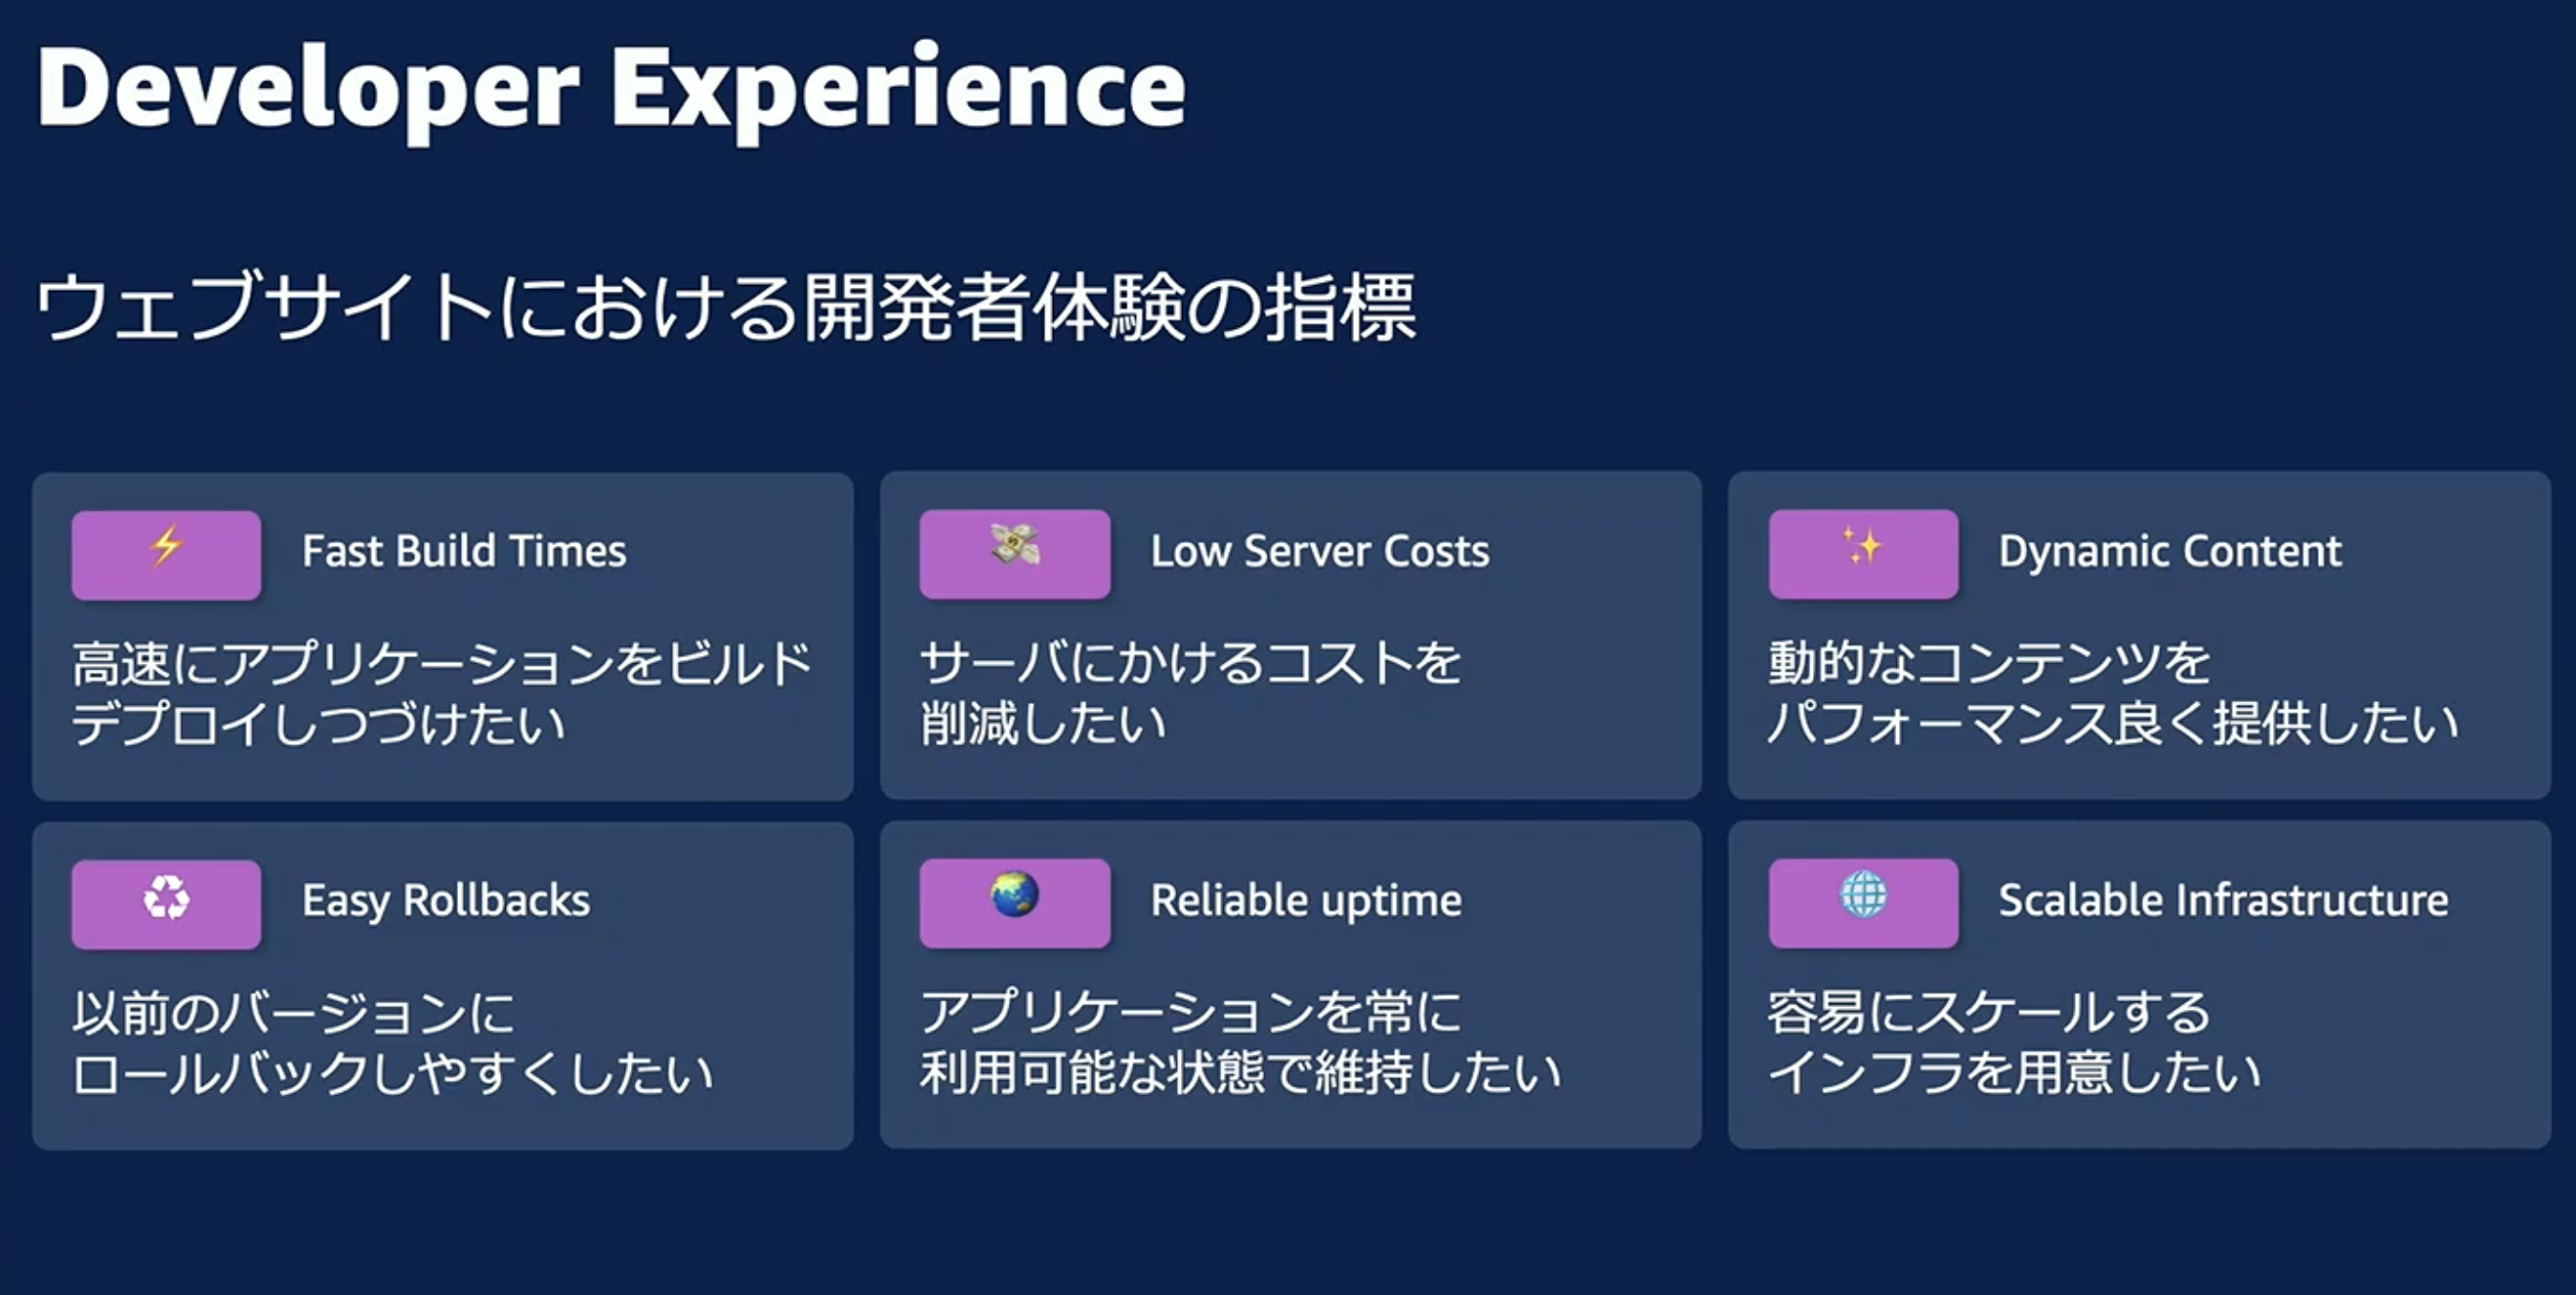 Developer Experience
ウェブサイトにおける開発者体験の指標
Fast Build Times
高速にアプリケーションをビルド
デプロイしつづけたい
Low Server Costs
サーバにかけるコストを
削減したい
Dynamic Content
動的なコンテンツを
パフォーマンス良く提供したい
Easy Rollbacks
以前のバージョンに
ロールバックしやすくしたい
Reliable uptime
アプリケーションを常に
利用可能な状態で維持したい
Scalable Infrastructure
容易にスケールする
インフラを用意したい